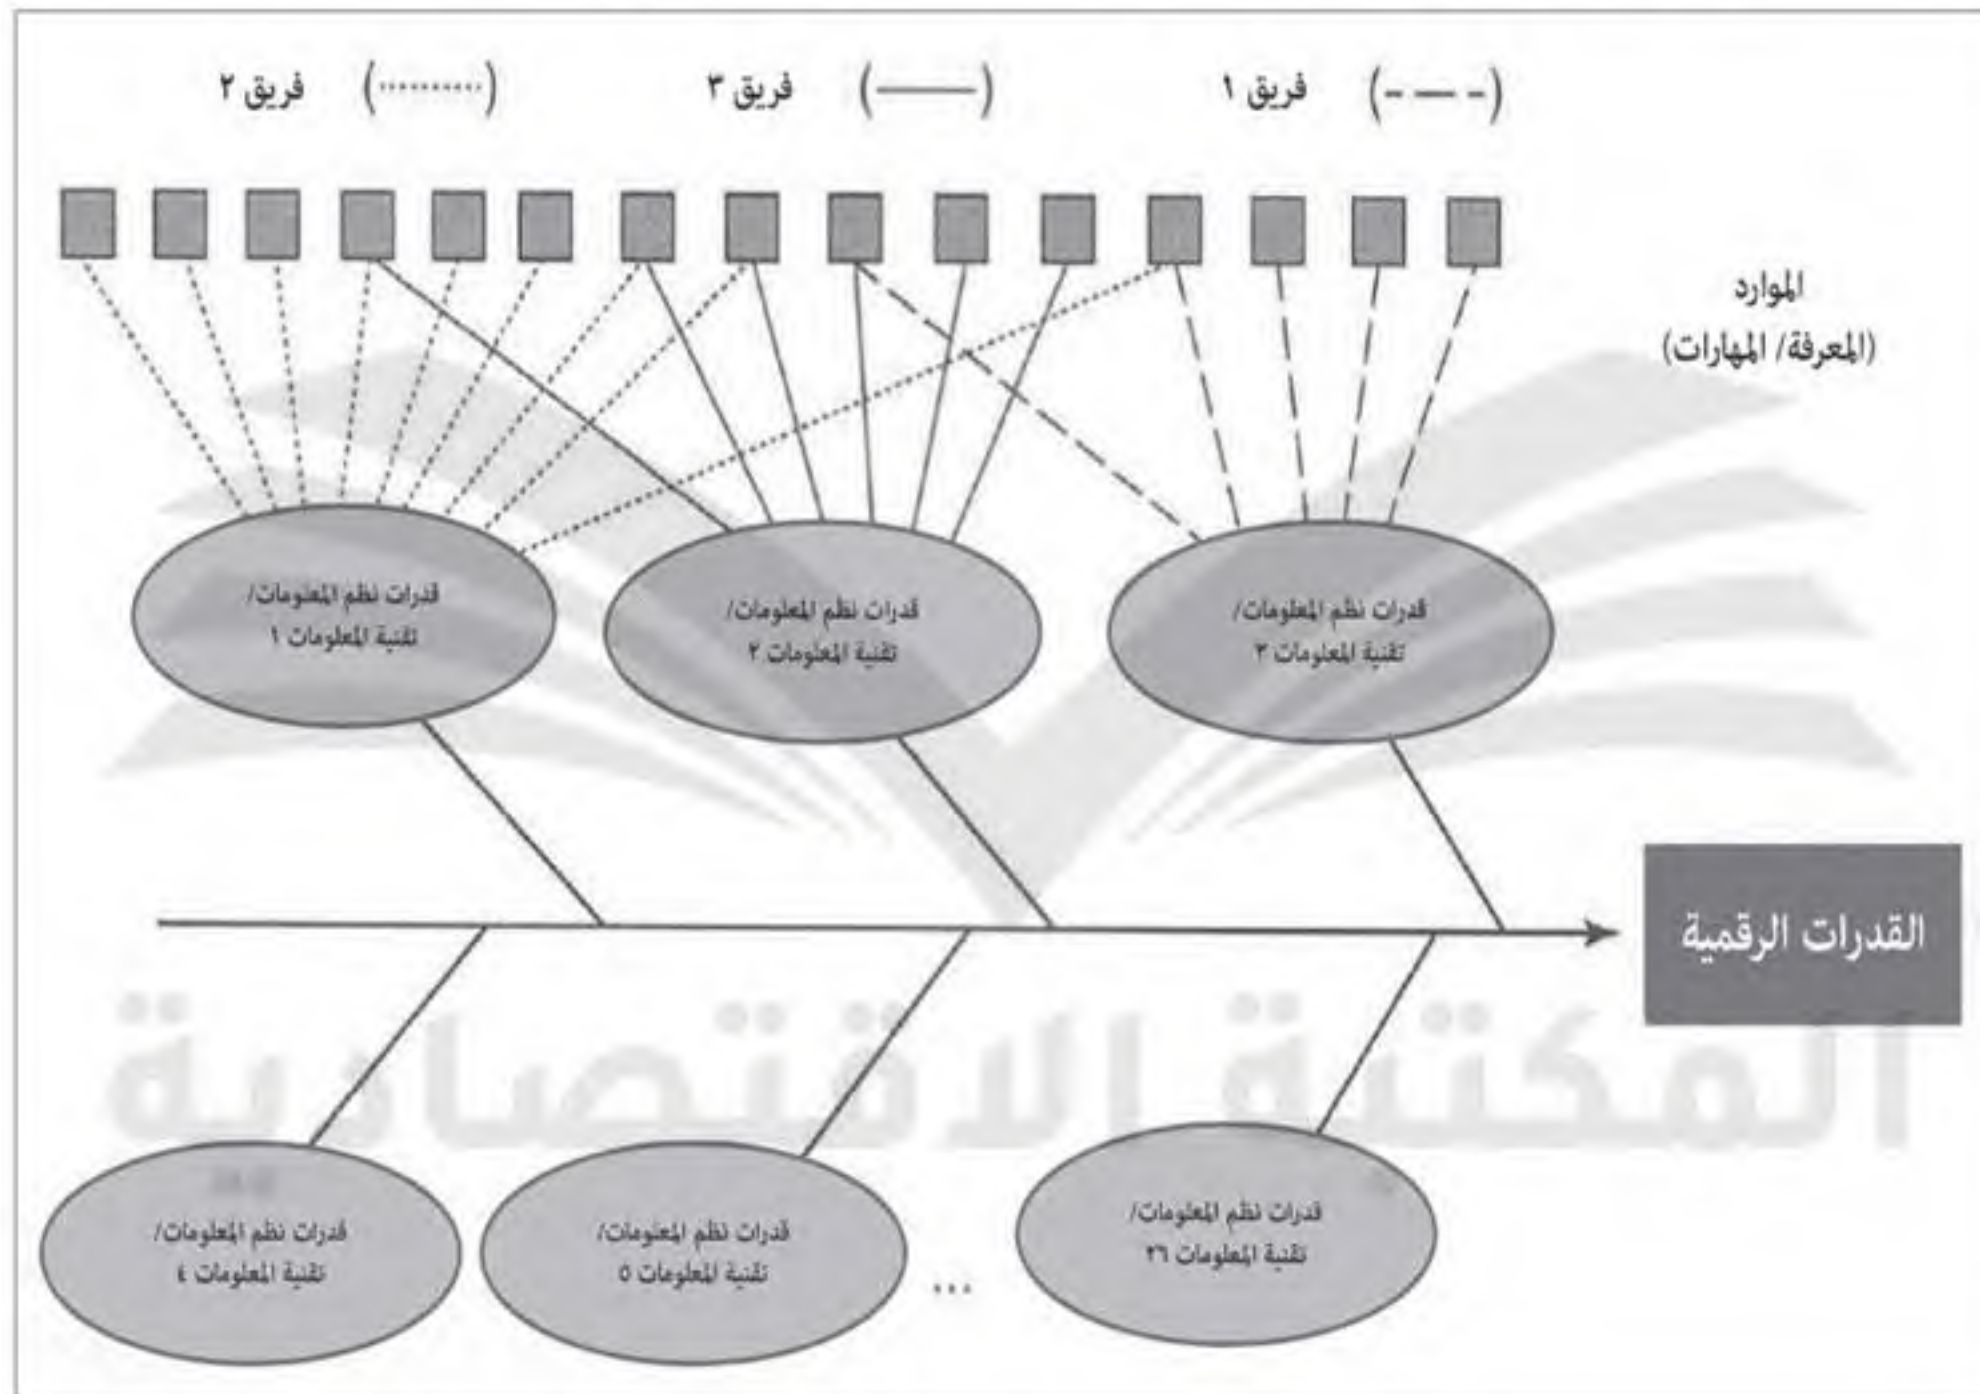 فريق ١ (- — -)
فريق ٣ (——)
فريق ٢ (··········)
الموارد
(المعرفة/ المهارات)
قدرات نظم المعلومات/
تقنية المعلومات ٣
قدرات نظم المعلومات/
تقنية المعلومات ٢
قدرات نظم المعلومات/
تقنية المعلومات ١
القدرات الرقمية
قدرات نظم المعلومات/
تقنية المعلومات ٢٦
...
قدرات نظم المعلومات/
تقنية المعلومات ٥
قدرات نظم المعلومات/
تقنية المعلومات ٤
المكتبة الاقتصادية